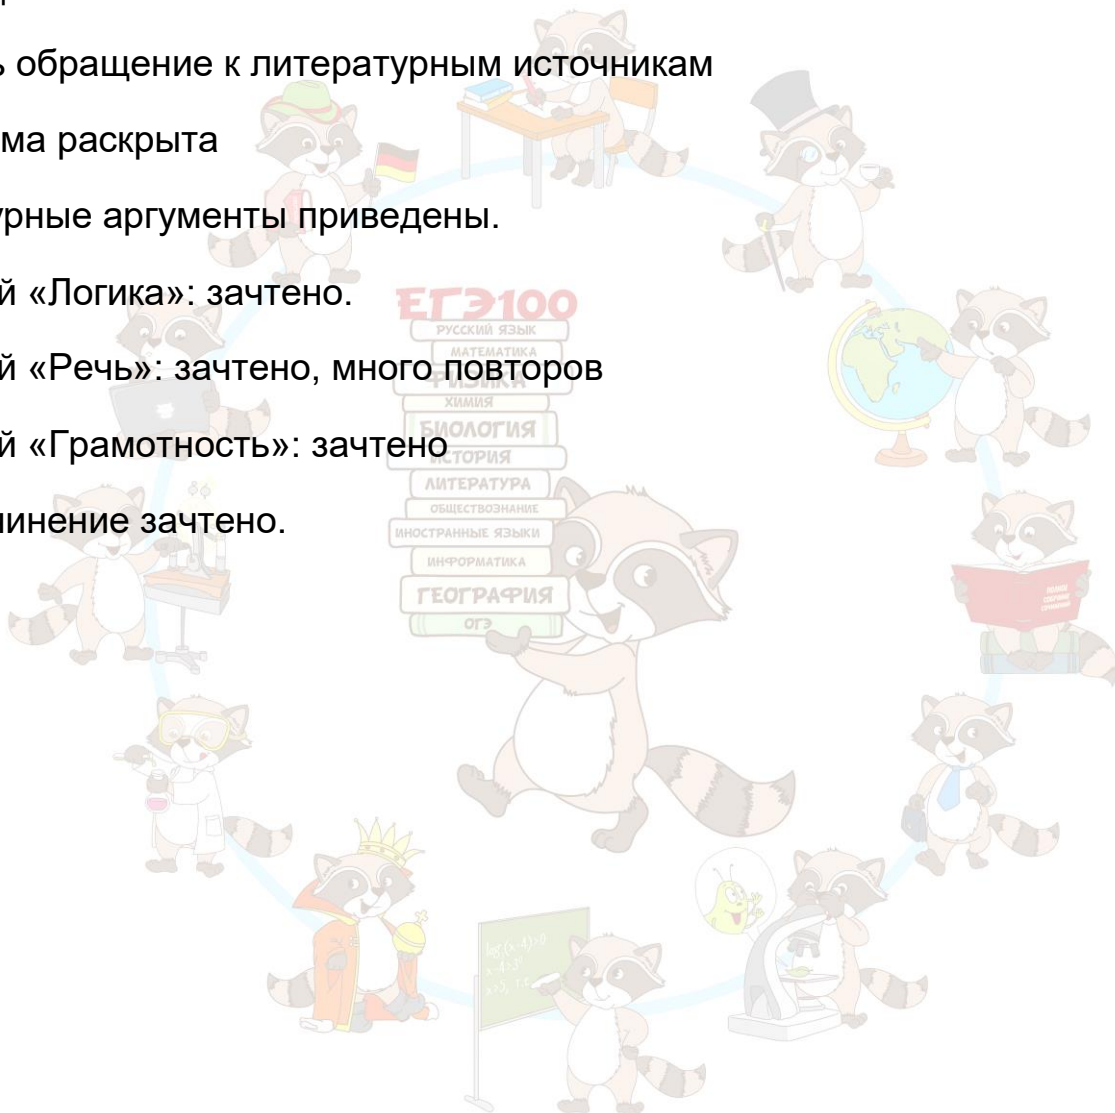 ь обращение к литературным источникам
ма раскрыта
урные аргументы приведены.
й «Логика»: зачтено.
ЕГЭ100
РУССКИЙ ЯЗЫК
МАТЕМАТИКА
й «Речь»: зачтено, много повторов
ФИЗИКА
ХИМИЯ
БИОЛОГИЯ
й «Грамотность»: зачтено
ИСТОРИЯ
ЛИТЕРАТУРА
ОБЩЕСТВОЗНАНИЕ
инение зачтено.
ИНОСТРАННЫЕ ЯЗЫКИ
ИНФОРМАТИКА
ГЕОГРАФИЯ
ОГЭ